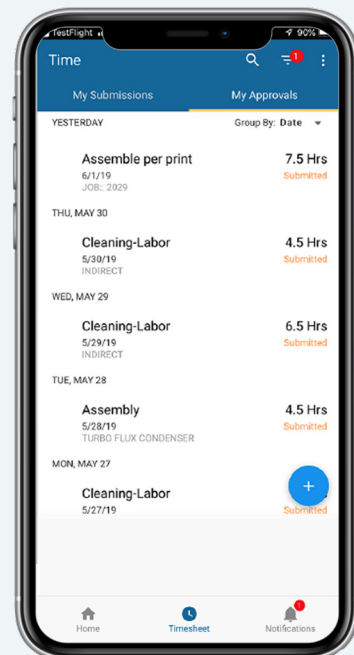 TestFlight
90%
Time
1
My Submissions
My Approvals
YESTERDAY
Group By: Date
Assemble per print
7.5 Hrs
6/1/19
Submitted
JOB:: 2029
THU, MAY 30
Cleaning-Labor
4.5 Hrs
5/30/19
Submitted
INDIRECT
WED, MAY 29
Cleaning-Labor
6.5 Hrs
5/29/19
Submitted
INDIRECT
TUE, MAY 28
Assembly
4.5 Hrs
5/28/19
Submitted
TURBO FLUX CONDENSER
MON, MAY 27
Cleaning-Labor
5/27/19
Submitted
+
1
Home
Timesheet
Notifications